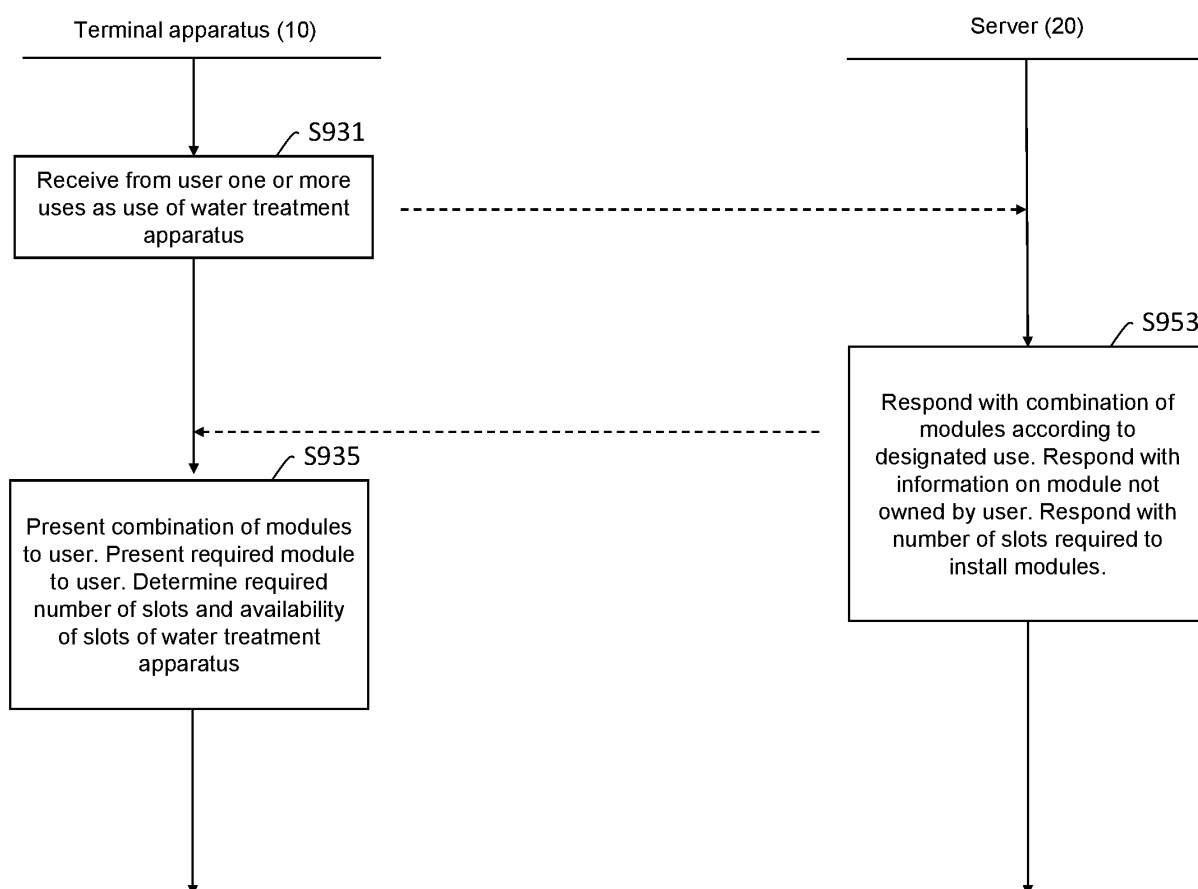 Terminal apparatus (10)
Server (20)
S931
Receive from user one or more
uses as use of water treatment
apparatus
S953
Respond with combination of
modules according to
designated use. Respond with
information on module not
owned by user. Respond with
number of slots required to
install modules.
S935
Present combination of modules
to user. Present required module
to user. Determine required
number of slots and availability
of slots of water treatment
apparatus